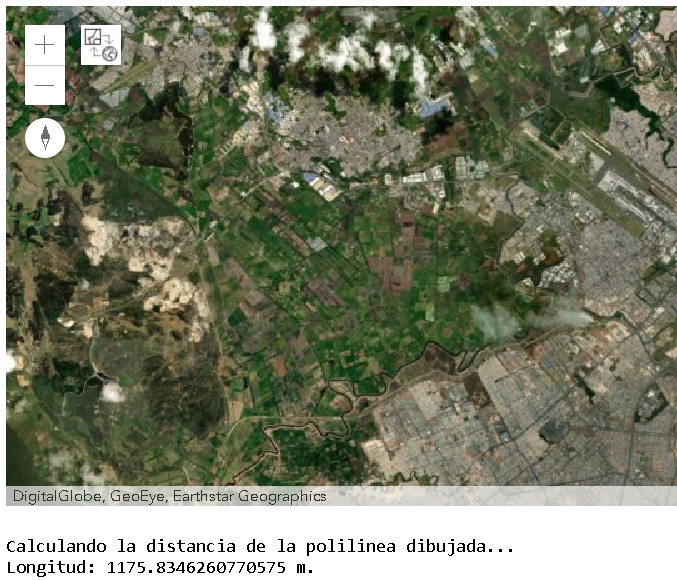 DigitalGlobe, GeoEye, Earthstar Geographics
Calculando la distancia de la polilinea dibujada...
Longitud: 1175.8346260770575 m.